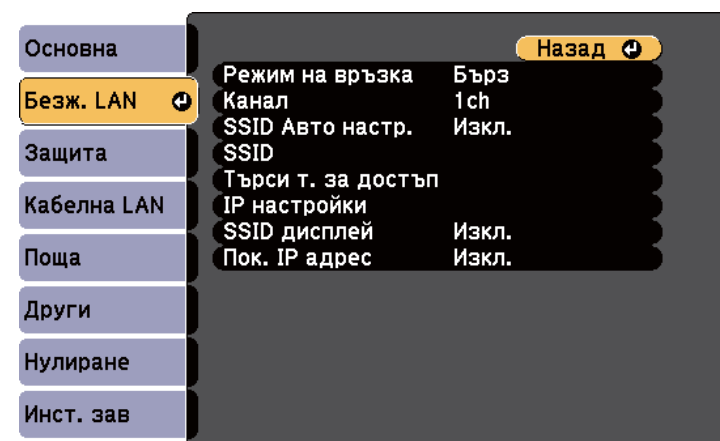 Основна
Безж. LAN
Защита
Кабелна LAN
Поща
Други
Нулиране
Инст. зав
Назад
Режим на връзка Бърз
Канал 1ch
SSID Авто настр. Изкл.
SSID
Търси т. за достъп
IP настройки
SSID дисплей Изкл.
Пок. IP адрес Изкл.